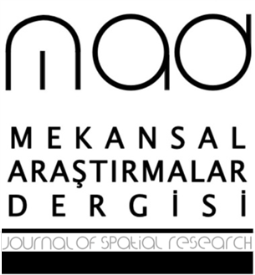 mad
MEKANSAL
ARAŞTIRMALAR
DERGİSİ
JOURNAL OF SPATIAL RESEARCH